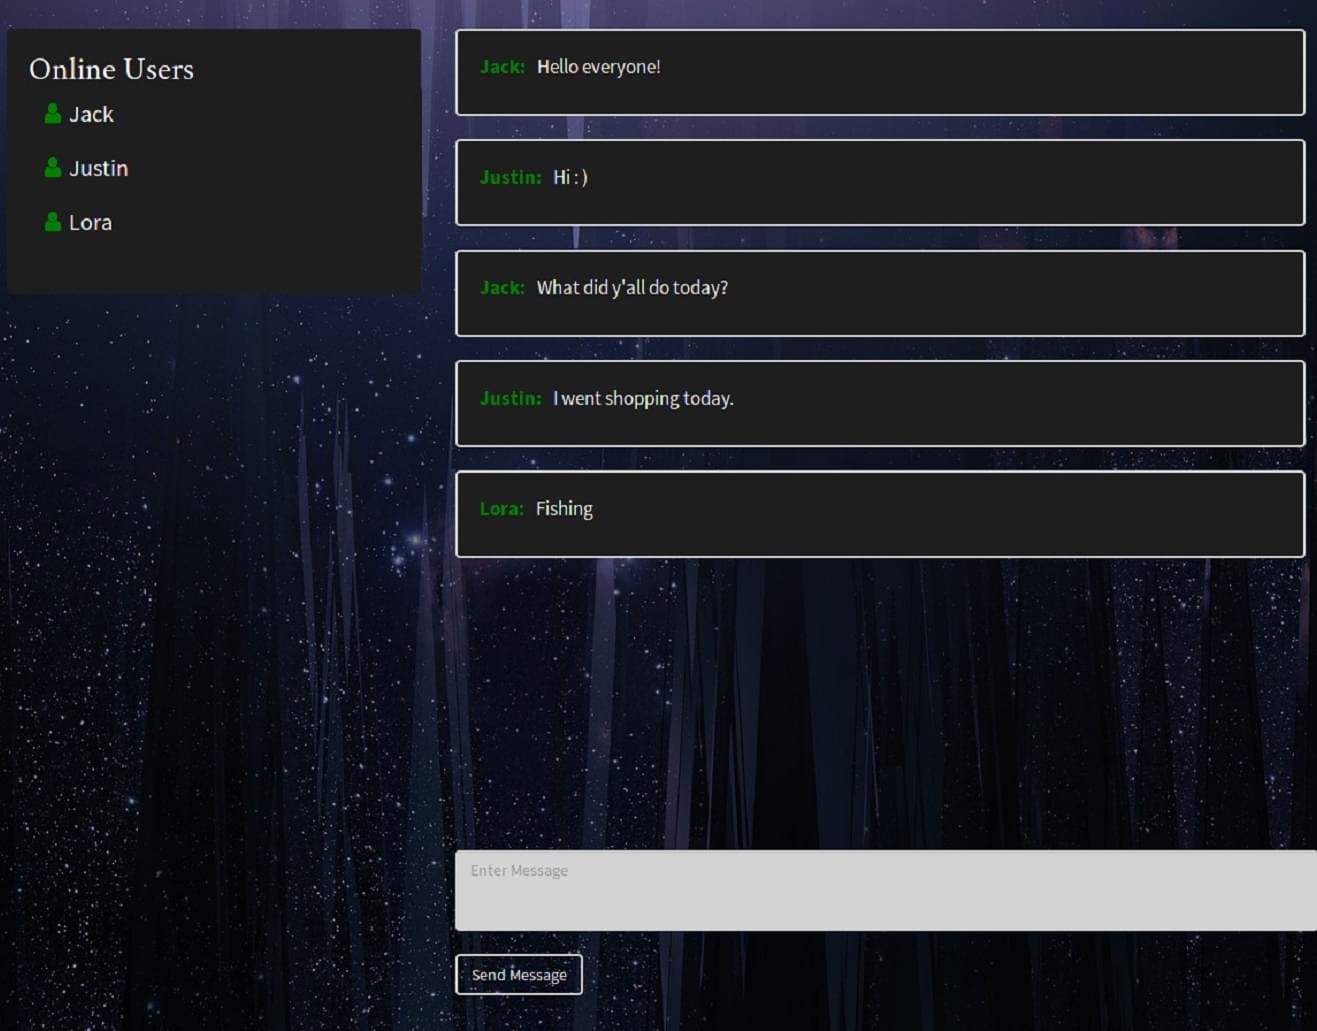 Online Users
Jack
Justin
Lora
Jack: Hello everyone!
Justin: Hi : )
Jack: What did y'all do today?
Justin: I went shopping today.
Lora: Fishing
Enter Message
Send Message